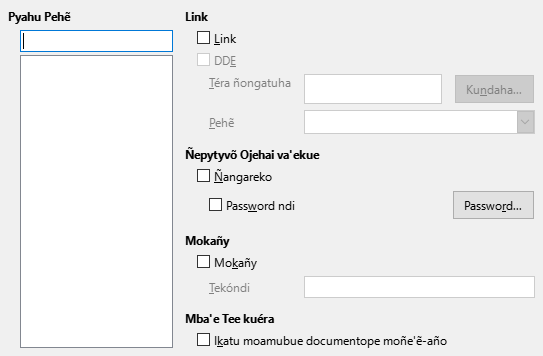 Pyahu Pehẽ
Link
Link
DDE
Téra ñongatuha
Kundaha...
Pehẽ
Ñepytyvõ Ojehai va'ekue
Ñangareko
Password ndi
Password...
Mokañy
Mokañy
Tekóndi
Mba'e Tee kuéra
Ikatu moamubue documentope moñe'ẽ-año